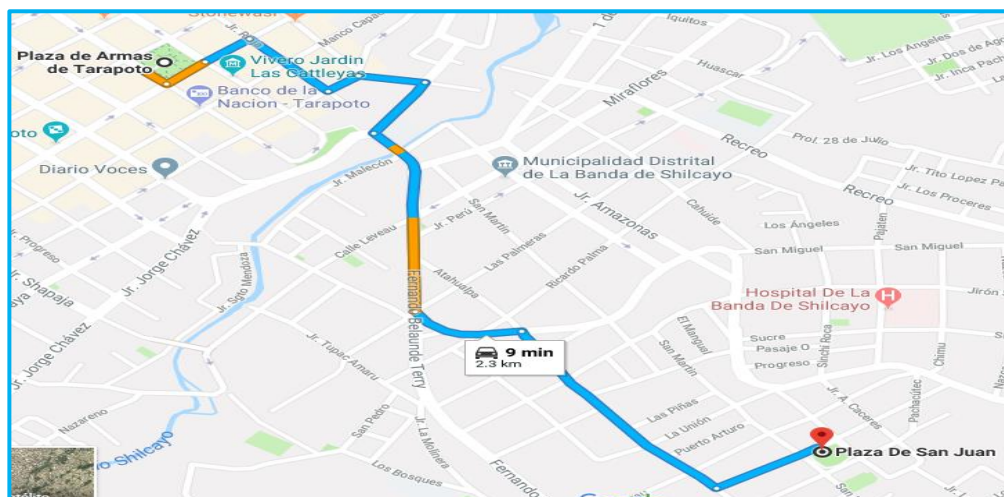 Stonewasi
Jr. Rioja
Manco Capac
Iquitos
Jr. Los Angeles
Jr. Dos de Ago
Jr. Inca Pach
Plaza de Armas
de Tarapoto
Vivero Jardin
Las Cattleyas
Huascar
Miraflores
Banco de la
Nacion - Tarapoto
Recreo
Prof. 28 de Julio
Diario Voces
Municipalidad Distrital
de La Banda de Shilcayo
Jr. Malecón
Jr. Tito Lopez
Jr. Los Proceres
Recreo
Jr. Amazonas
Cahuide
Pajaten
Jr. Perú
San Martín
Los Ángeles
San Miguel
San Miguel
Jr. Progreso
Jr. Jorge Chávez
Calle Leveau
Las Palmeras
Ricardo Palma
Atahualpa
Jr. Sgto Mendoza
Jr. Shapaja
Hospital De La
Banda De Shilcayo
Jirón
Fernando Belaunde Terry
El Mangual
Sucre
Pasaje O
Progreso
Sinchi Roca
Chimu
9 min
2.3 km
San Martín
Jr. Jorge Chávez
Jr. Tupac Amaru
Jr. A. Caceres
Pachacútec
Las Piñas
La Unión
Puerto Arturo
Nazareno
San Pedro
Jr. La Molinera
Plaza De San Juan
Shilcayo
Los Bosques
Fernando